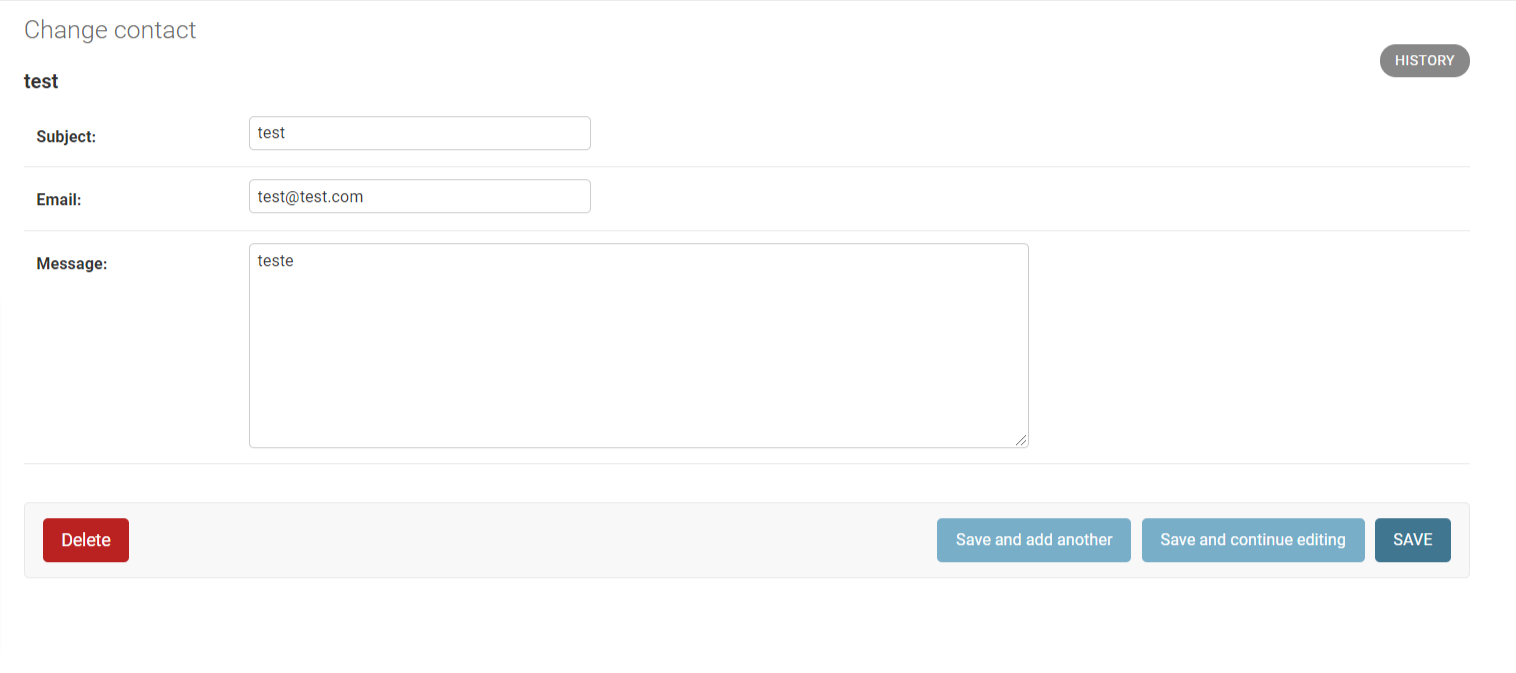 Change contact
HISTORY
test
Subject: test
Email: test@test.com
Message: teste
Delete Save and add another Save and continue editing SAVE